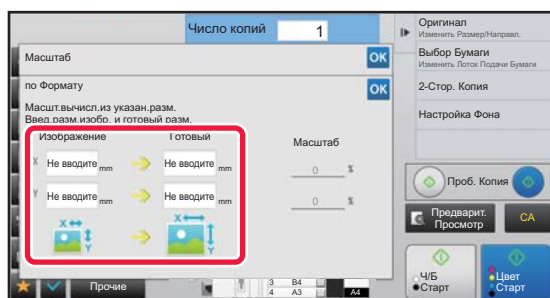 Число копий 1
Масштаб
OK
по Формату
OK
Масшт.вычисл.из указан.разм.
Введ.разм.изобр. и готовый разм.
Изображение Готовый
Масштаб
X Не вводите mm Не вводите mm 0 %
Y Не вводите mm Не вводите mm 0 %
X X
Y Y
Прочие
3 B4
4 A3
A4
Оригинал
Изменить Размер/Направл.
Выбор Бумаги
Изменить Лоток Подачи Бумаги
2-Стор. Копия
Настройка Фона
Проб. Копия
Предварит.
Просмотр
CA
Ч/Б
Старт
Цвет
Старт